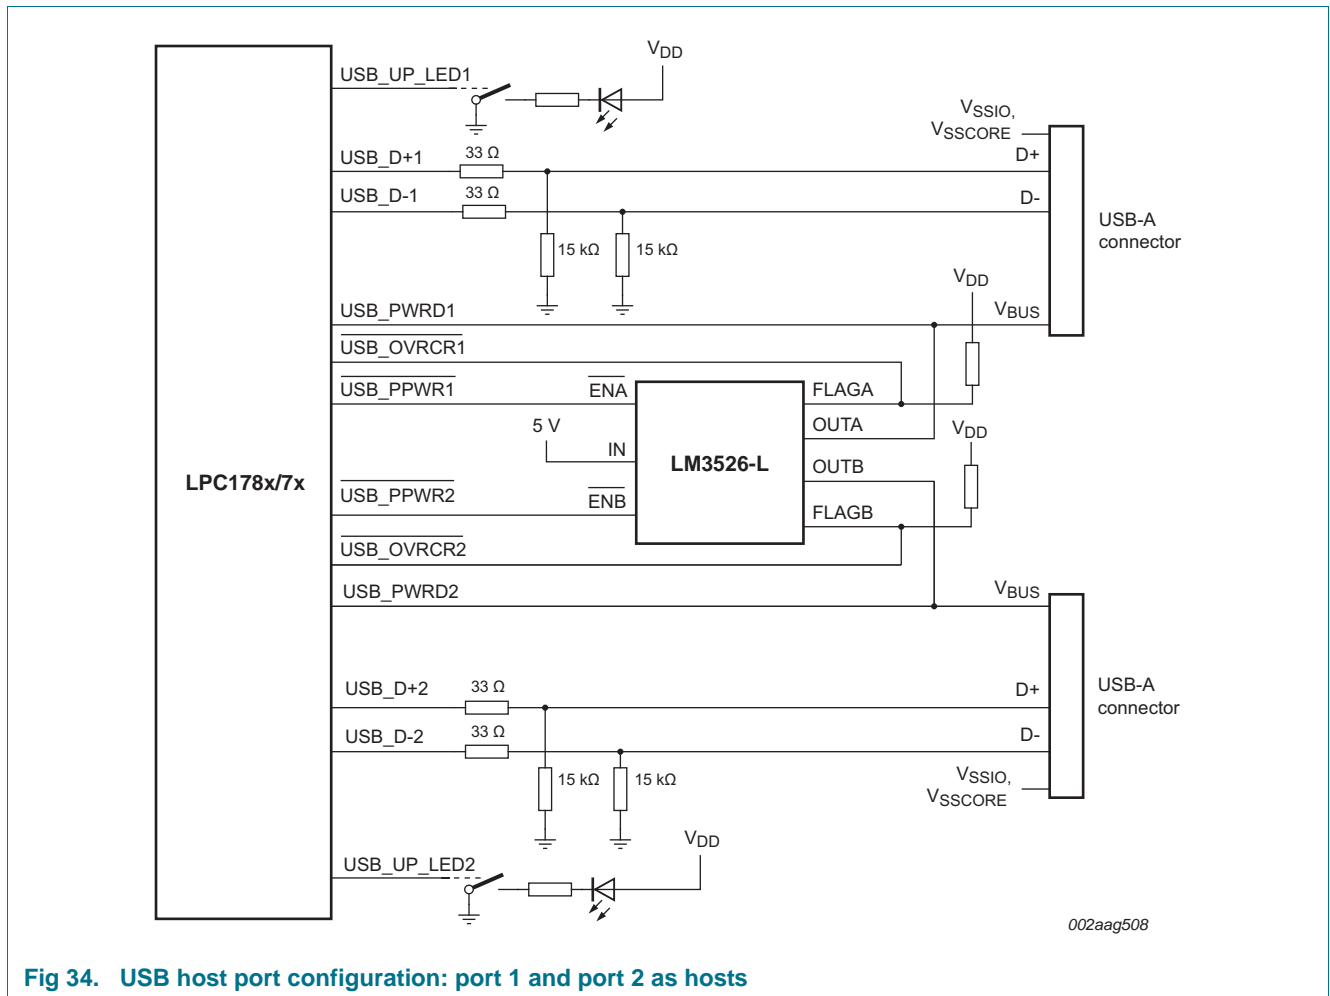 VDD
USB_UP_LED1
VSSIO,
VSSCORE
USB_D+1
33 Ω
D+
USB_D-1
33 Ω
D-
USB-A
connector
15 kΩ
15 kΩ
VDD
USB_PWRD1
VBUS
USB_OVRCR1
USB_PPWR1
ENA
FLAGA
5 V
OUTA
VDD
IN
LM3526-L
LPC178x/7x
OUTB
USB_PPWR2
ENB
FLAGB
USB_OVRCR2
USB_PWRD2
VBUS
USB_D+2
33 Ω
D+
USB-A
connector
USB_D-2
33 Ω
D-
15 kΩ
15 kΩ
VSSIO,
VSSCORE
VDD
USB_UP_LED2
002aag508
Fig 34. USB host port configuration: port 1 and port 2 as hosts